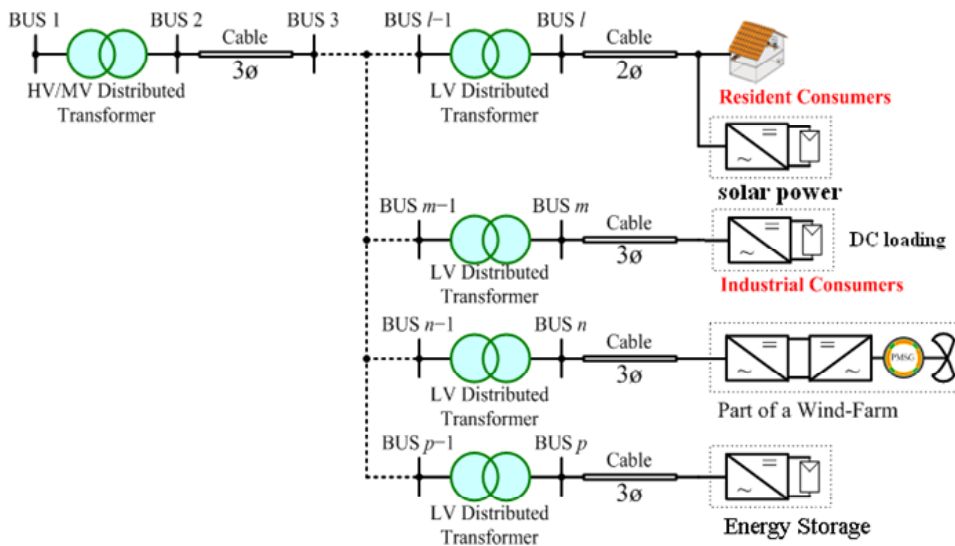 BUS 1
BUS 2
BUS 3
BUS l−1
BUS l
Cable
3ø
Cable
2ø
HV/MV Distributed
Transformer
LV Distributed
Transformer
Resident Consumers
~
=
solar power
BUS m−1
BUS m
Cable
3ø
LV Distributed
Transformer
~
=
DC loading
Industrial Consumers
BUS n−1
BUS n
Cable
3ø
LV Distributed
Transformer
~
=
=
~
PMSG
Part of a Wind-Farm
BUS p−1
BUS p
Cable
3ø
LV Distributed
Transformer
~
=
Energy Storage